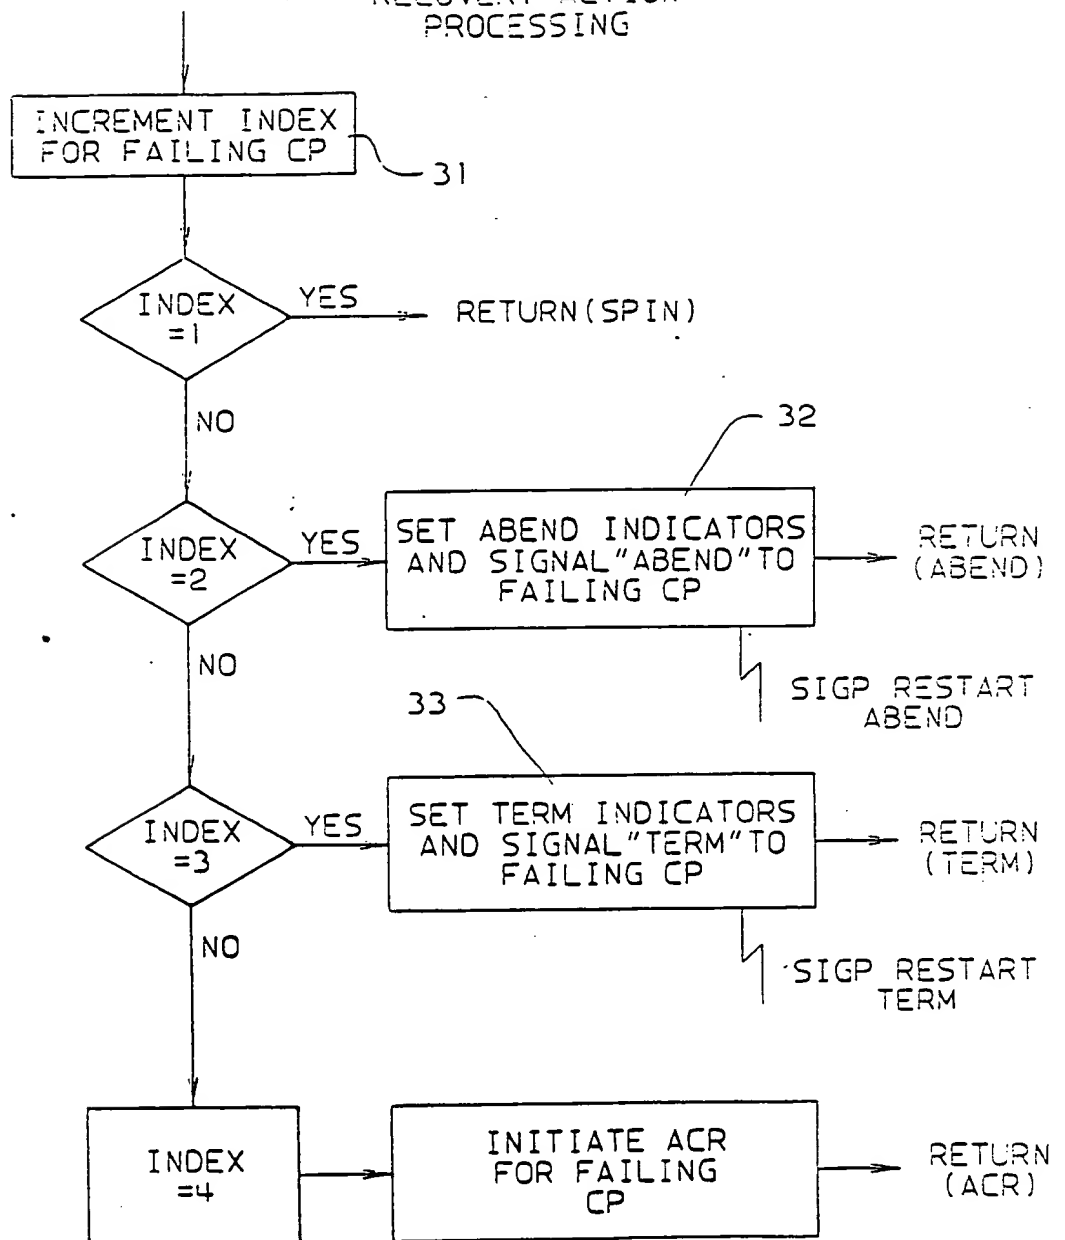 RECOVERY ACTION
PROCESSING
INCREMENT INDEX
FOR FAILING CP
31
INDEX
=1
YES
RETURN(SPIN)
NO
32
INDEX
=2
YES
SET ABEND INDICATORS
AND SIGNAL"ABEND"TO
FAILING CP
RETURN
(ABEND)
NO
SIGP RESTART
ABEND
33
INDEX
=3
YES
SET TERM INDICATORS
AND SIGNAL"TERM"TO
FAILING CP
RETURN
(TERM)
NO
SIGP RESTART
TERM
INDEX
=4
INITIATE ACR
FOR FAILING
CP
RETURN
(ACR)